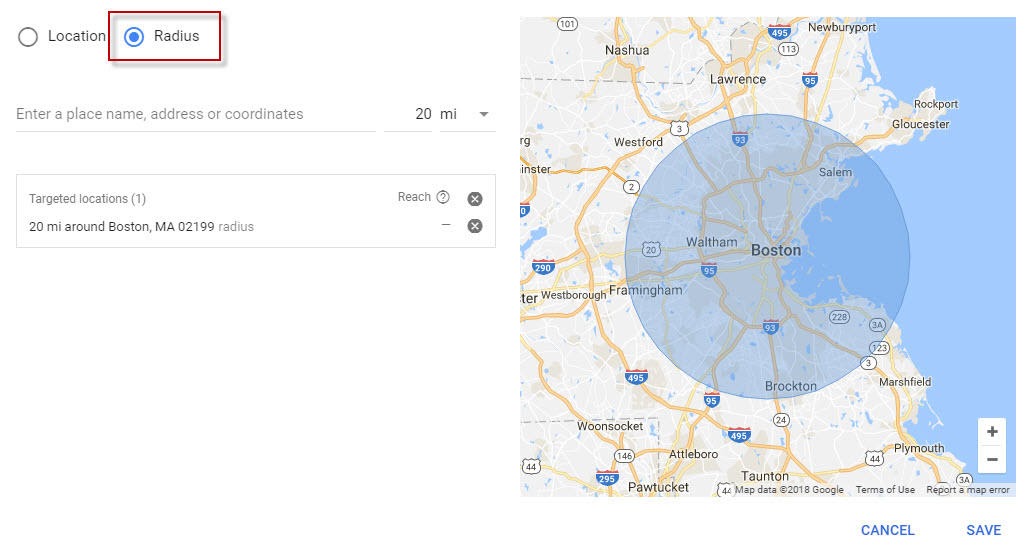 Location
Radius
Enter a place name, address or coordinates
20 mi
Targeted locations (1)
Reach ?
20 mi around Boston, MA 02199 radius
–
101
495
Newburyport
Nashua
113
Lawrence
95
Rockport
Gloucester
3
Westford
93
Salem
2
20
Waltham
Boston
290
95
Framingham
Westborough
228
3A
93
123
3
495
Marshfield
Brockton
95
24
Woonsocket
495
Plymouth
146
Attleboro
44
44
Taunton
295
3A
Pawtucket
44
+
−
Map data ©2018 Google
Terms of Use
Report a map error
CANCEL
SAVE